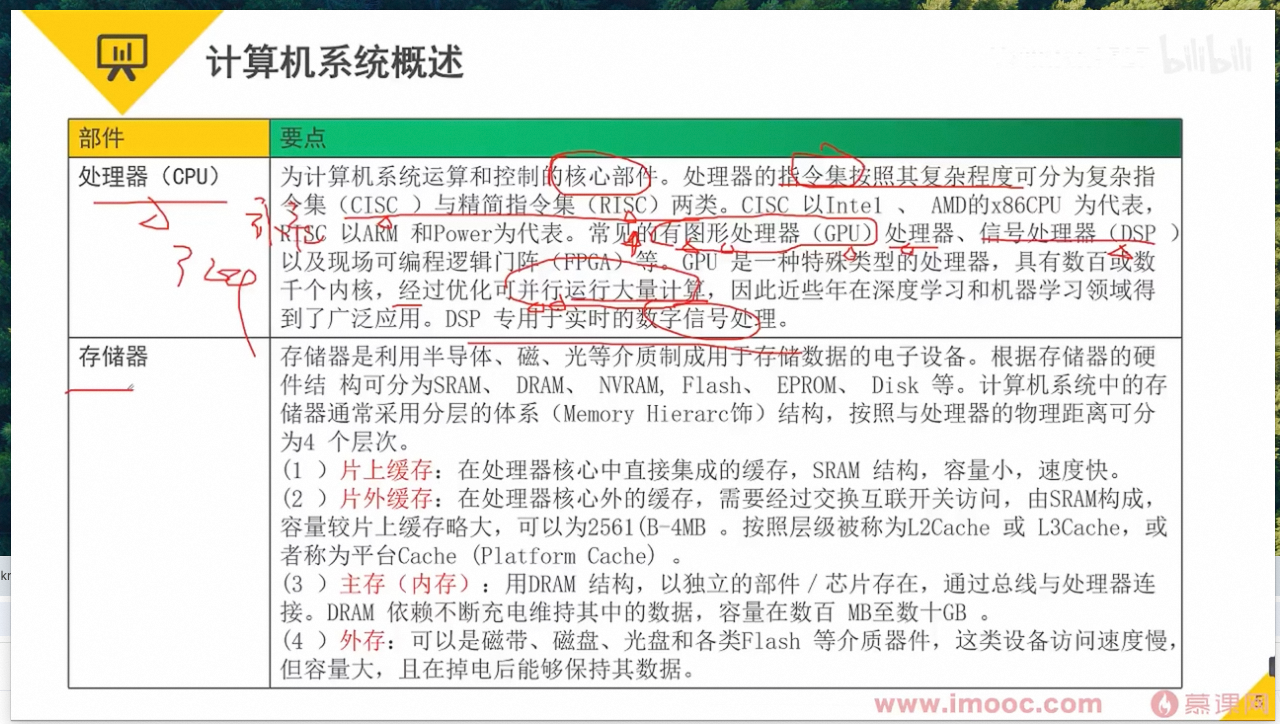 计算机系统概述
bilibili
部件 要点
处理器（CPU） 为计算机系统运算和控制的核心部件。处理器的指令集按照其复杂程度可分为复杂指
令集（CISC ）与精简指令集（RISC）两类。CISC 以Intel 、 AMD的x86CPU 为代表，
RISC 以ARM 和Power为代表。常见的有图形处理器（GPU）处理器、信号处理器（DSP ）
以及现场可编程逻辑门阵（FPGA）等。GPU 是一种特殊类型的处理器，具有数百或数
千个内核，经过优化可并行运行大量计算，因此近些年在深度学习和机器学习领域得
到了广泛应用。DSP 专用于实时的数字信号处理。
存储器 存储器是利用半导体、磁、光等介质制成用于存储数据的电子设备。根据存储器的硬
件结 构可分为SRAM、 DRAM、 NVRAM, Flash、 EPROM、 Disk 等。计算机系统中的存
储器通常采用分层的体系（Memory Hierarc饰）结构，按照与处理器的物理距离可分
为4 个层次。
(1 ）片上缓存：在处理器核心中直接集成的缓存，SRAM 结构，容量小，速度快。
(2 ）片外缓存：在处理器核心外的缓存，需要经过交换互联开关访问，由SRAM构成，
容量较片上缓存略大，可以为2561(B-4MB 。按照层级被称为L2Cache 或 L3Cache，或
者称为平台Cache (Platform Cache) 。
(3 ）主存（内存）：用DRAM 结构，以独立的部件／芯片存在，通过总线与处理器连
接。DRAM 依赖不断充电维持其中的数据，容量在数百 MB至数十GB 。
(4 ）外存：可以是磁带、磁盘、光盘和各类Flash 等介质器件，这类设备访问速度慢，
但容量大，且在掉电后能够保持其数据。
www.imooc.com 慕课网
5